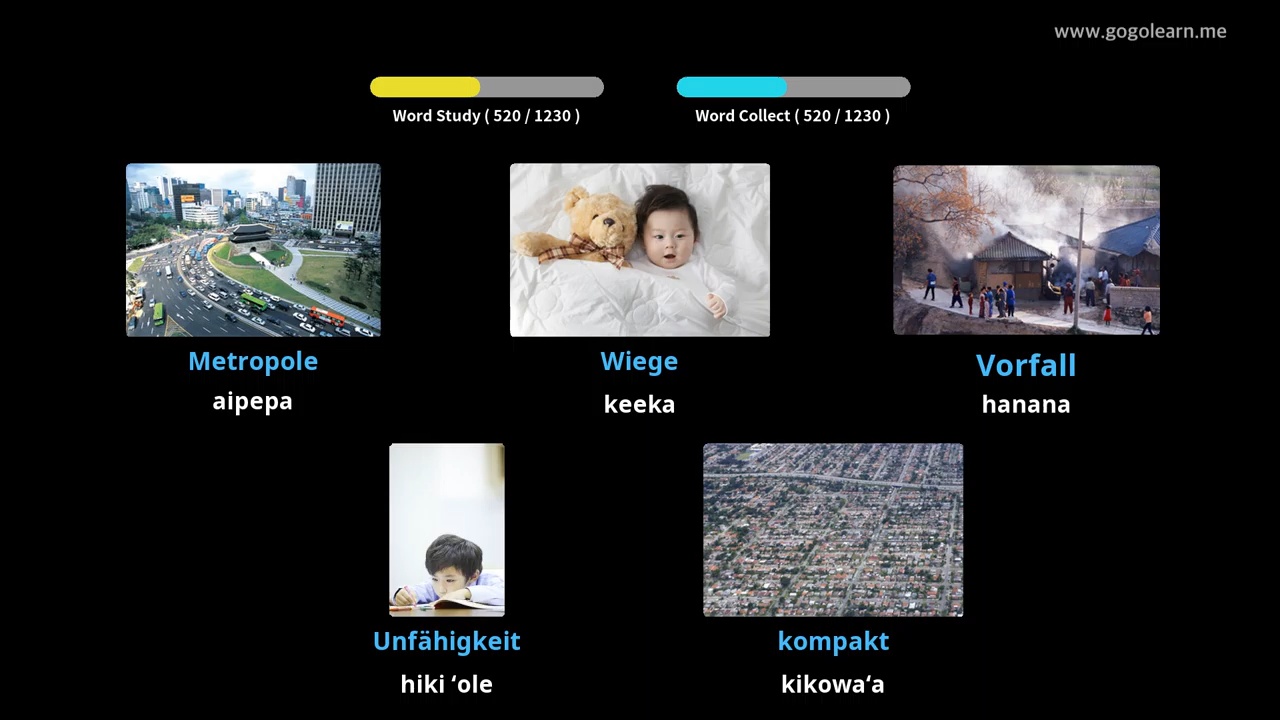 www.gogolearn.me
Word Study ( 520 / 1230 )
Word Collect ( 520 / 1230 )
Metropole
Wiege
Vorfall
aipepa
keeka
hanana
Unfähigkeit
kompakt
hiki ʻole
kikowaʻa